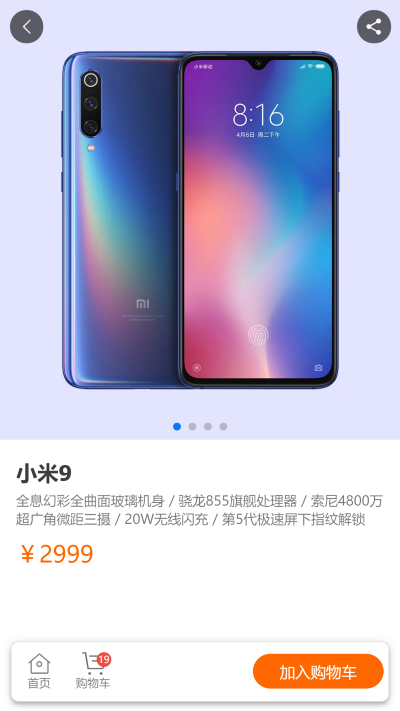 小米移动
8:16
4月6日 周二下午
mi
小米9
全息幻彩全曲面玻璃机身 / 骁龙855旗舰处理器 / 索尼4800万
超广角微距三摄 / 20W无线闪充 / 第5代极速屏下指纹解锁
￥2999
19
首页
购物车
加入购物车